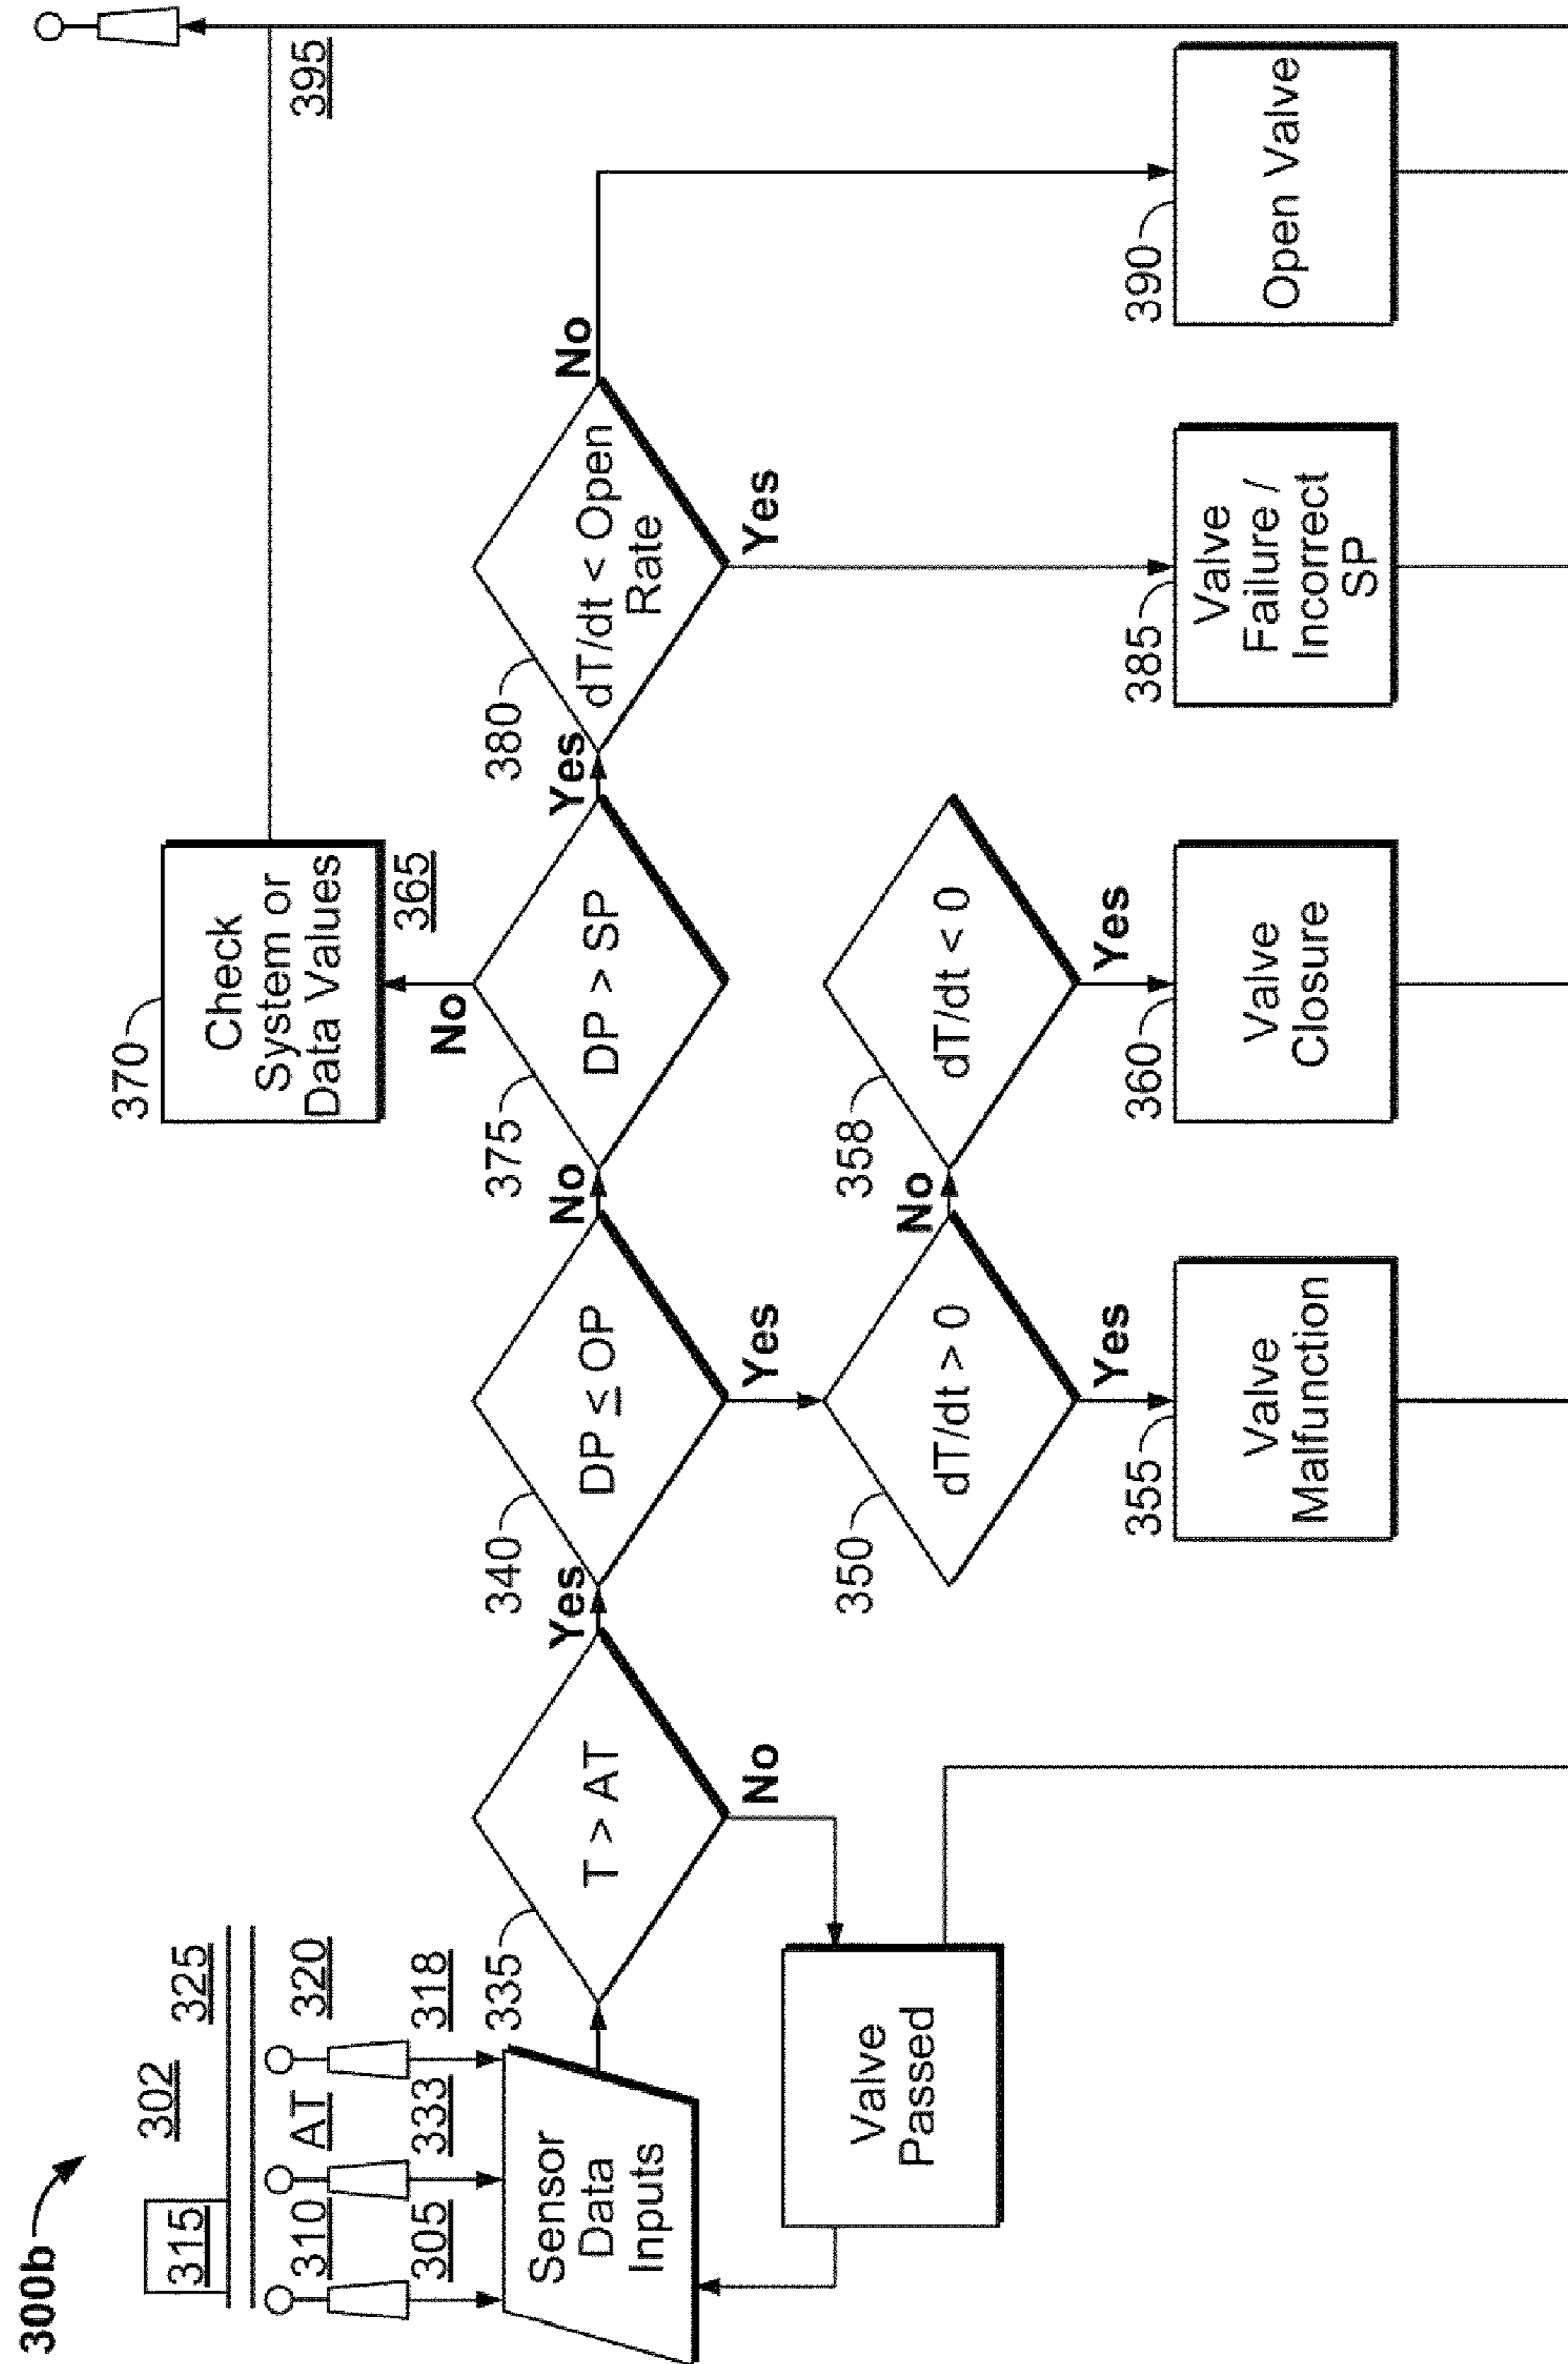 300b
315
302
325
310
AT
320
305
333
318
Sensor
Data
Inputs
335
T > AT
Yes
No
Valve
Passed
340
DP ≤ OP
No
Yes
350
dT/dt > 0
No
Yes
355
Valve
Malfunction
358
dT/dt < 0
Yes
360
Valve
Closure
375
DP > SP
No
Yes
370
Check
System or
Data Values
365
380
dT/dt < Open
Rate
No
Yes
385
Valve
Failure /
Incorrect
SP
390
Open Valve
395